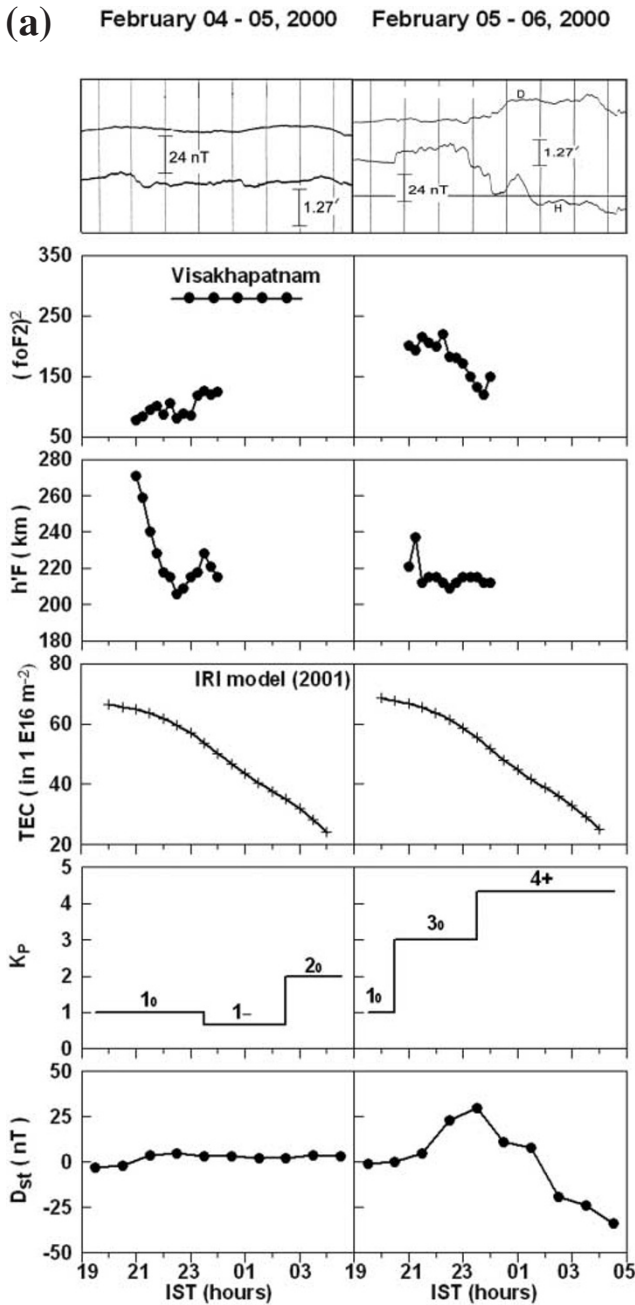 (a)
February 04 - 05, 2000 February 05 - 06, 2000
24 nT
1.27′
D
1.27′
24 nT
H
350
250
150
50
(foF2)²
Visakhapatnam
280
260
240
220
200
180
h'F (km)
80
60
40
20
TEC (in 1 E16 m⁻²)
IRI model (2001)
5
4
3
2
1
0
Kₚ
1₀
1–
2₀
1₀
3₀
4+
50
25
0
-25
-50
Dst (nT)
19 21 23 01 03 19 21 23 01 03 05
IST (hours) IST (hours)